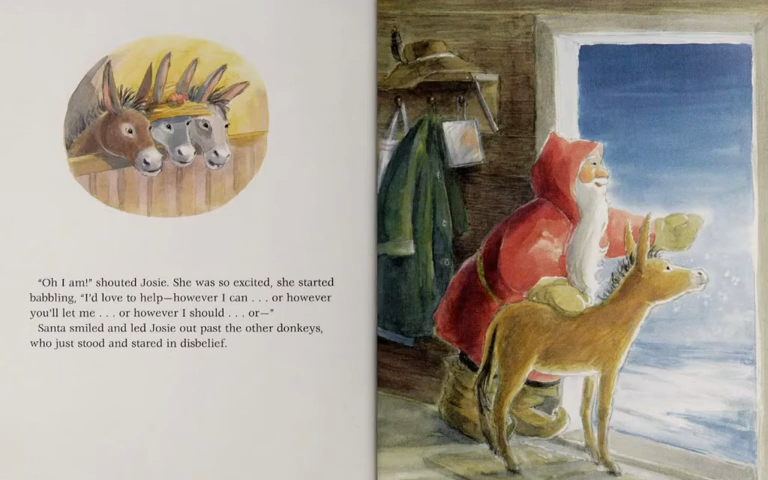 “Oh I am!” shouted Josie. She was so excited, she started
babbling, “I’d love to help—however I can . . . or however
you’ll let me . . . or however I should . . . or—”
Santa smiled and led Josie out past the other donkeys,
who just stood and stared in disbelief.